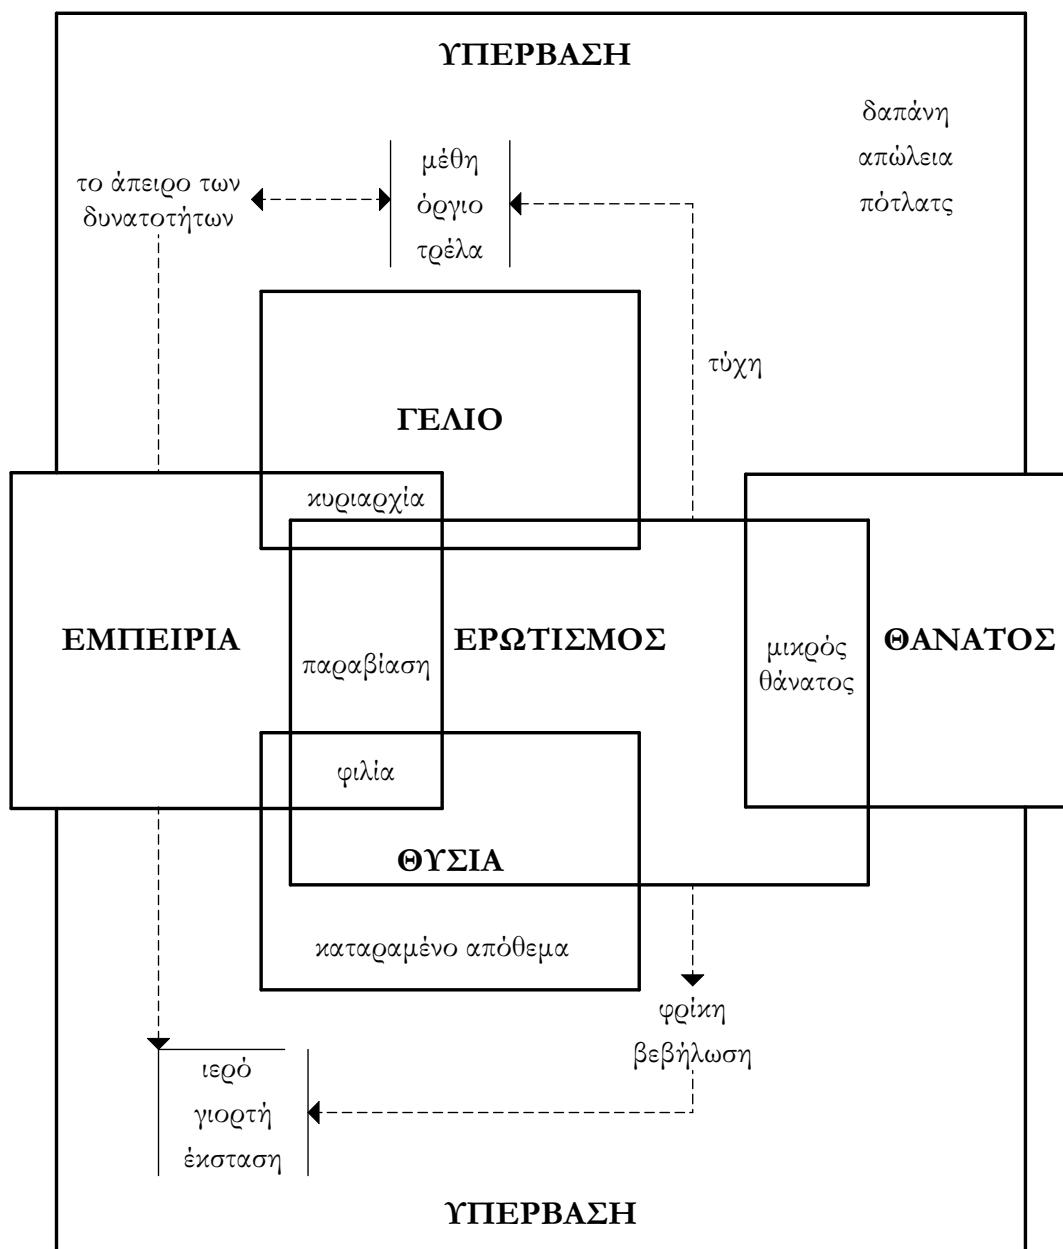 ΥΠΕΡΒΑΣΗ
δαπάνη
απώλεια
πότλατς
το άπειρο των
δυνατοτήτων
μέθη
όργιο
τρέλα
τύχη
ΓΕΛΙΟ
κυριαρχία
ΕΜΠΕΙΡΙΑ
παραβίαση
ΕΡΩΤΙΣΜΟΣ
μικρός
θάνατος
ΘΑΝΑΤΟΣ
φιλία
ΘΥΣΙΑ
καταραμένο απόθεμα
φρίκη
βεβήλωση
ιερό
γιορτή
έκσταση
ΥΠΕΡΒΑΣΗ